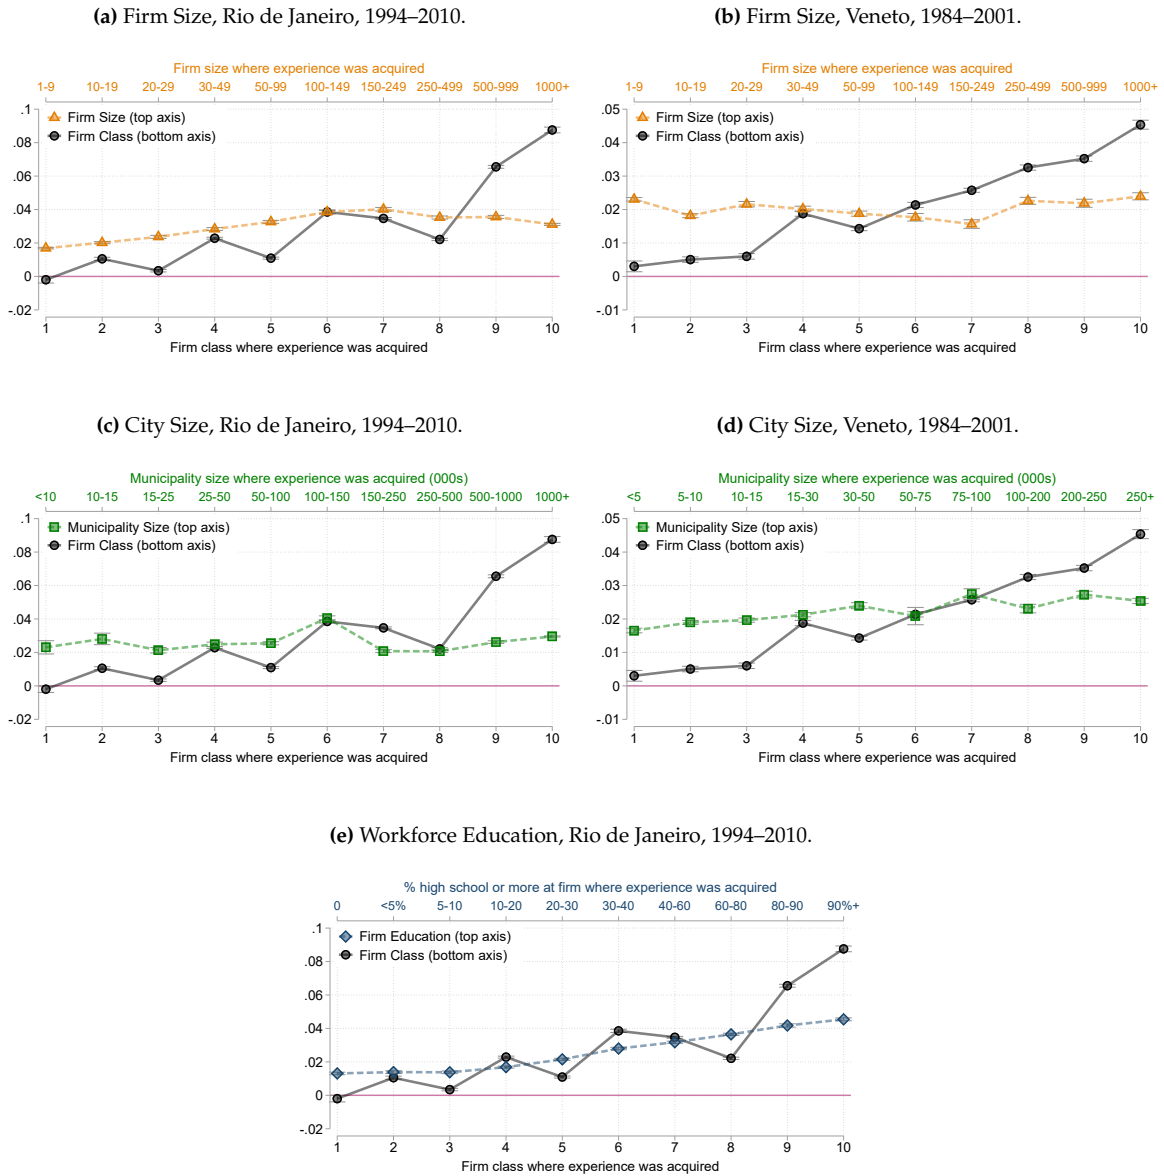 (a) Firm Size, Rio de Janeiro, 1994–2010.
Firm size where experience was acquired
1-9 10-19 20-29 30-49 50-99 100-149 150-249 250-499 500-999 1000+
.1
.08
.06
.04
.02
0
-.02
Firm Size (top axis)
Firm Class (bottom axis)
1 2 3 4 5 6 7 8 9 10
Firm class where experience was acquired
(b) Firm Size, Veneto, 1984–2001.
Firm size where experience was acquired
1-9 10-19 20-29 30-49 50-99 100-149 150-249 250-499 500-999 1000+
.05
.04
.03
.02
.01
0
-.01
Firm Size (top axis)
Firm Class (bottom axis)
1 2 3 4 5 6 7 8 9 10
Firm class where experience was acquired
(c) City Size, Rio de Janeiro, 1994–2010.
Municipality size where experience was acquired (000s)
<10 10-15 15-25 25-50 50-100 100-150 150-250 250-500 500-1000 1000+
.1
.08
.06
.04
.02
0
-.02
Municipality Size (top axis)
Firm Class (bottom axis)
1 2 3 4 5 6 7 8 9 10
Firm class where experience was acquired
(d) City Size, Veneto, 1984–2001.
Municipality size where experience was acquired (000s)
<5 5-10 10-15 15-30 30-50 50-75 75-100 100-200 200-250 250+
.05
.04
.03
.02
.01
0
-.01
Municipality Size (top axis)
Firm Class (bottom axis)
1 2 3 4 5 6 7 8 9 10
Firm class where experience was acquired
(e) Workforce Education, Rio de Janeiro, 1994–2010.
% high school or more at firm where experience was acquired
0 <5% 5-10 10-20 20-30 30-40 40-60 60-80 80-90 90%+
.1
.08
.06
.04
.02
0
-.02
Firm Education (top axis)
Firm Class (bottom axis)
1 2 3 4 5 6 7 8 9 10
Firm class where experience was acquired